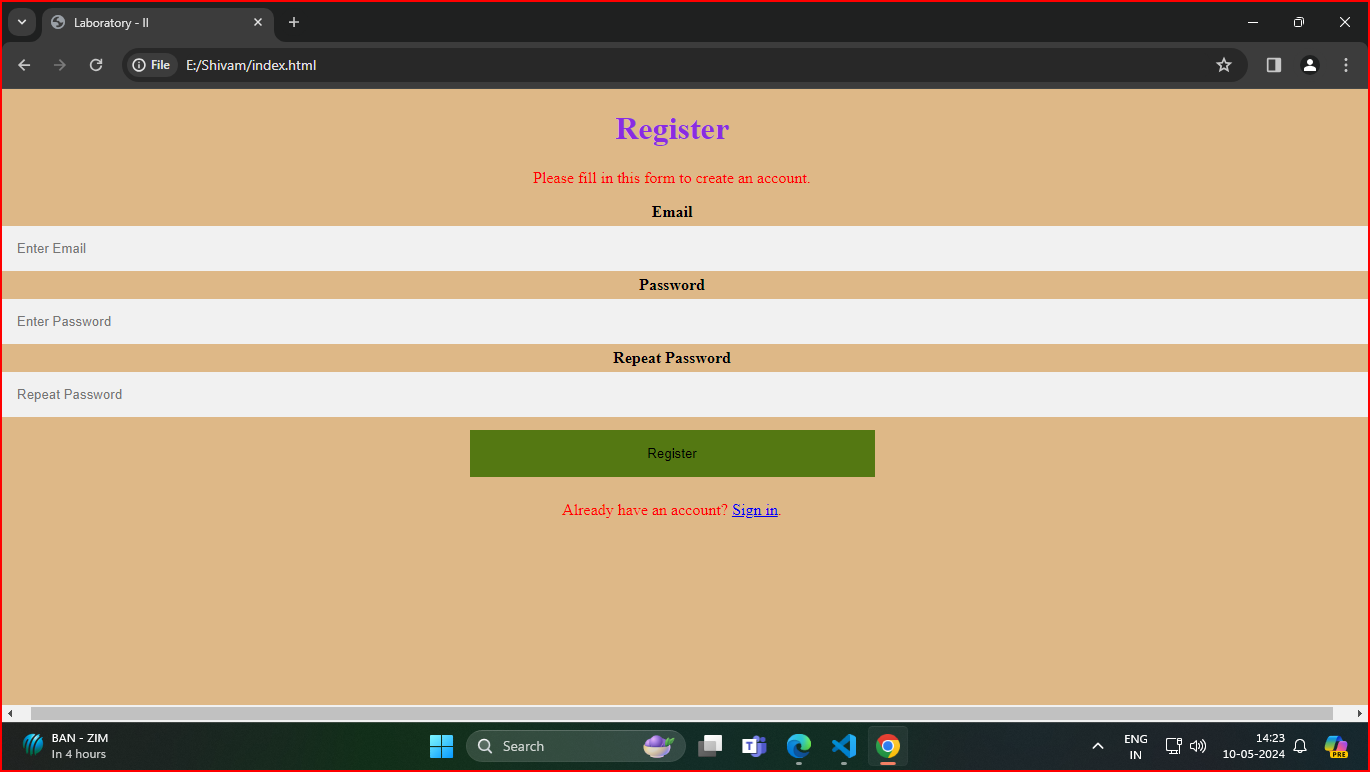 Laboratory - II
File
E:/Shivam/index.html
Register
Please fill in this form to create an account.
Email
Enter Email
Password
Enter Password
Repeat Password
Repeat Password
Register
Already have an account? Sign in.
BAN - ZIM
In 4 hours
Search
T
ENG
IN
14:23
10-05-2024
PRE